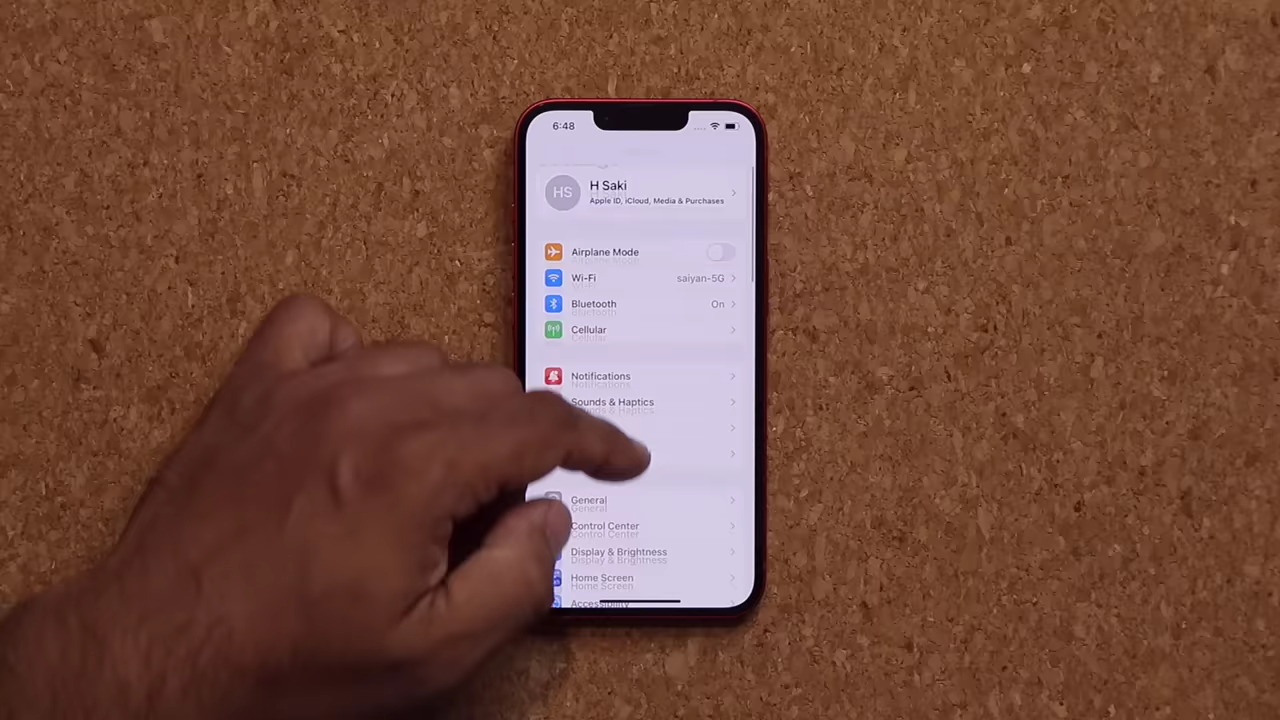 6:48
HS
H Saki
Apple ID, iCloud, Media & Purchases
Airplane Mode
Wi-Fi saiyan-5G
Bluetooth On
Cellular
Notifications
Sounds & Haptics
General
Control Center
Display & Brightness
Home Screen
Accessibility